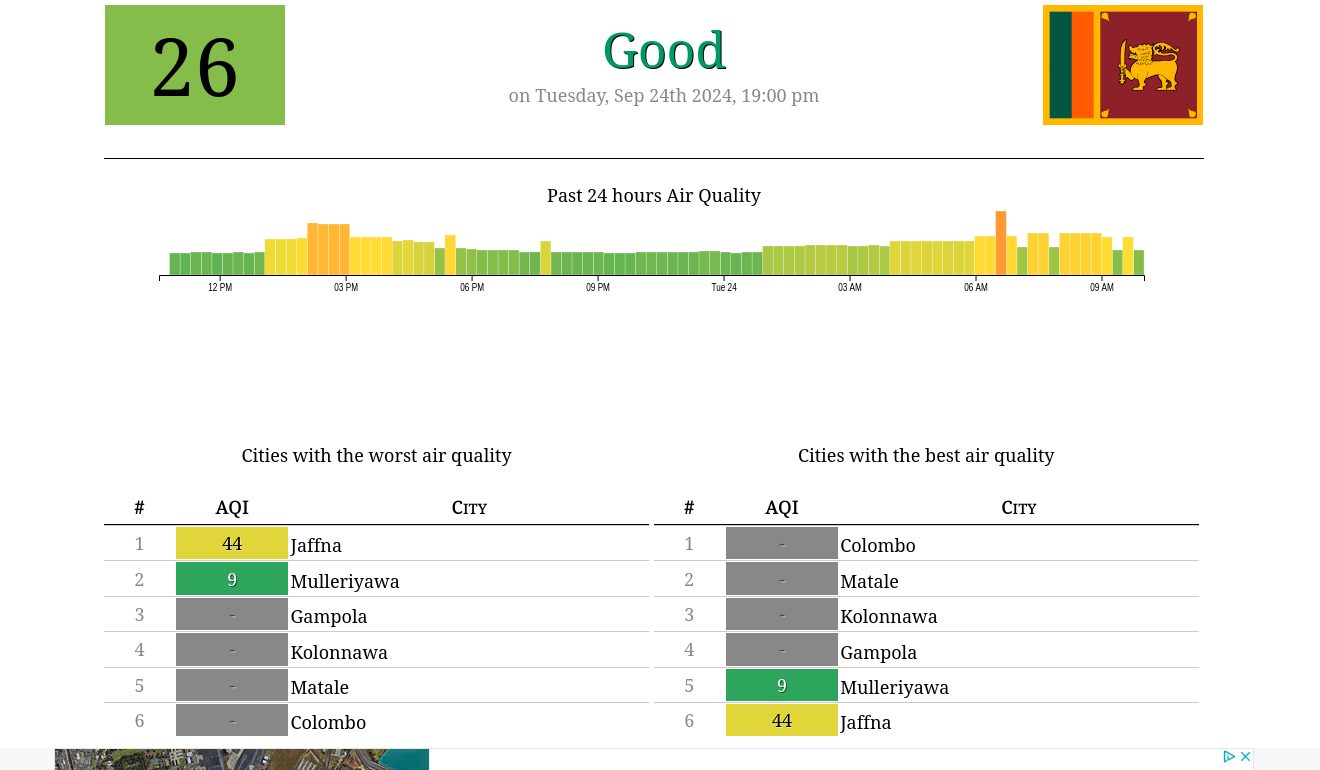 26
Good
on Tuesday, Sep 24th 2024, 19:00 pm
Past 24 hours Air Quality
12 PM 03 PM 06 PM 09 PM Tue 24 03 AM 06 AM 09 AM
Cities with the worst air quality
# AQI City
1 44 Jaffna
2 9 Mulleriyawa
3 - Gampola
4 - Kolonnawa
5 - Matale
6 - Colombo
Cities with the best air quality
# AQI City
1 - Colombo
2 - Matale
3 - Kolonnawa
4 - Gampola
5 9 Mulleriyawa
6 44 Jaffna